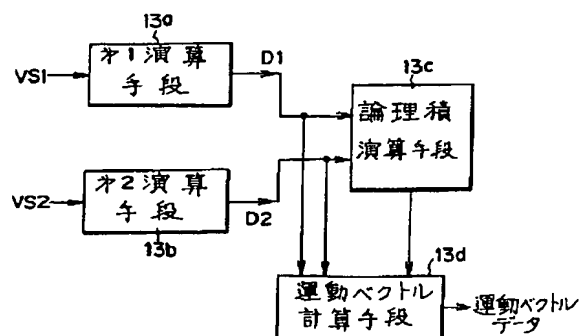 13a
VS1
才1演算
手段
D1
13c
論理積
演算手段
VS2
才2演算
手段
D2
13b
13d
運動ベクトル
計算手段
運動ベクトル
データ